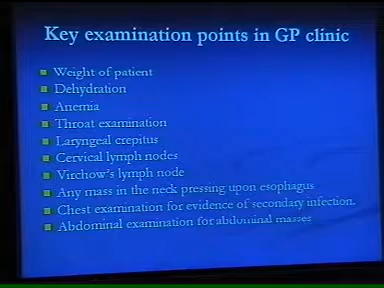 Key examination points in GP clinic
Weight of patient
Dehydration
Anemia
Throat examination
Laryngeal crepitus
Cervical lymph nodes
Virchow's lymph node
Any mass in the neck pressing upon esophagus
Chest examination for evidence of secondary infection.
Abdominal examination for abdominal masses